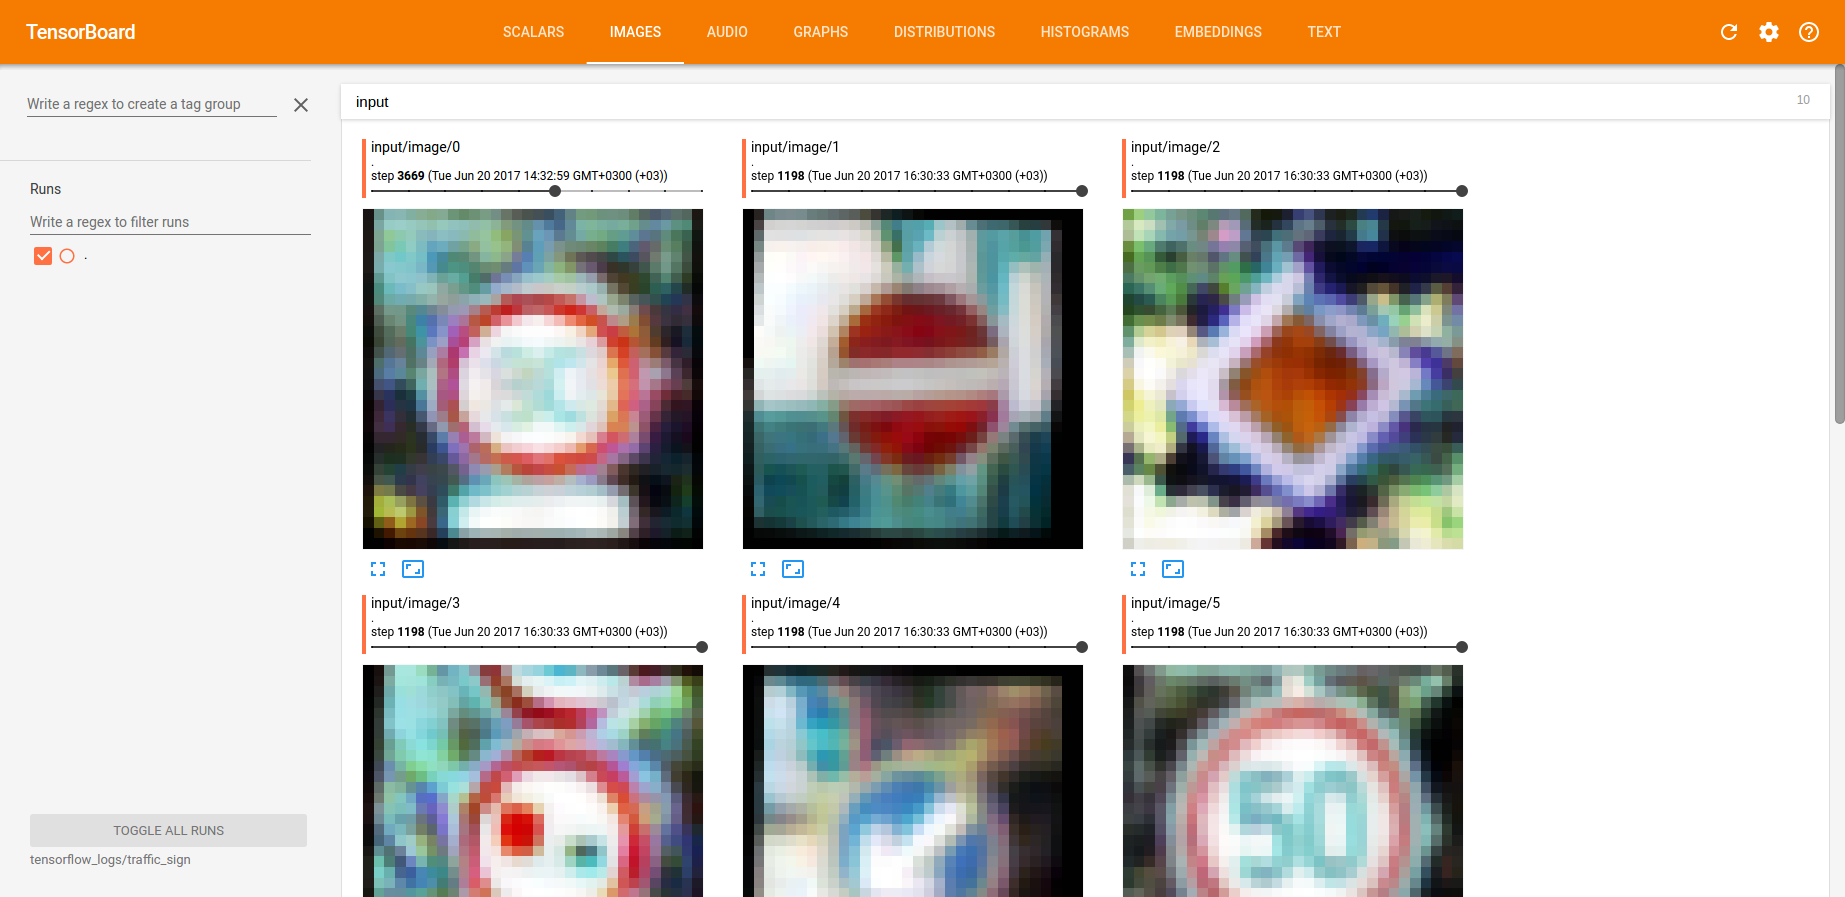 TensorBoard
SCALARS IMAGES AUDIO GRAPHS DISTRIBUTIONS HISTOGRAMS EMBEDDINGS TEXT
Write a regex to create a tag group
Runs
Write a regex to filter runs
.
TOGGLE ALL RUNS
tensorflow_logs/traffic_sign
input 10
input/image/0
.
step 3669 (Tue Jun 20 2017 14:32:59 GMT+0300 (+03))
input/image/1
.
step 1198 (Tue Jun 20 2017 16:30:33 GMT+0300 (+03))
input/image/2
.
step 1198 (Tue Jun 20 2017 16:30:33 GMT+0300 (+03))
input/image/3
.
step 1198 (Tue Jun 20 2017 16:30:33 GMT+0300 (+03))
input/image/4
.
step 1198 (Tue Jun 20 2017 16:30:33 GMT+0300 (+03))
input/image/5
.
step 1198 (Tue Jun 20 2017 16:30:33 GMT+0300 (+03))
50